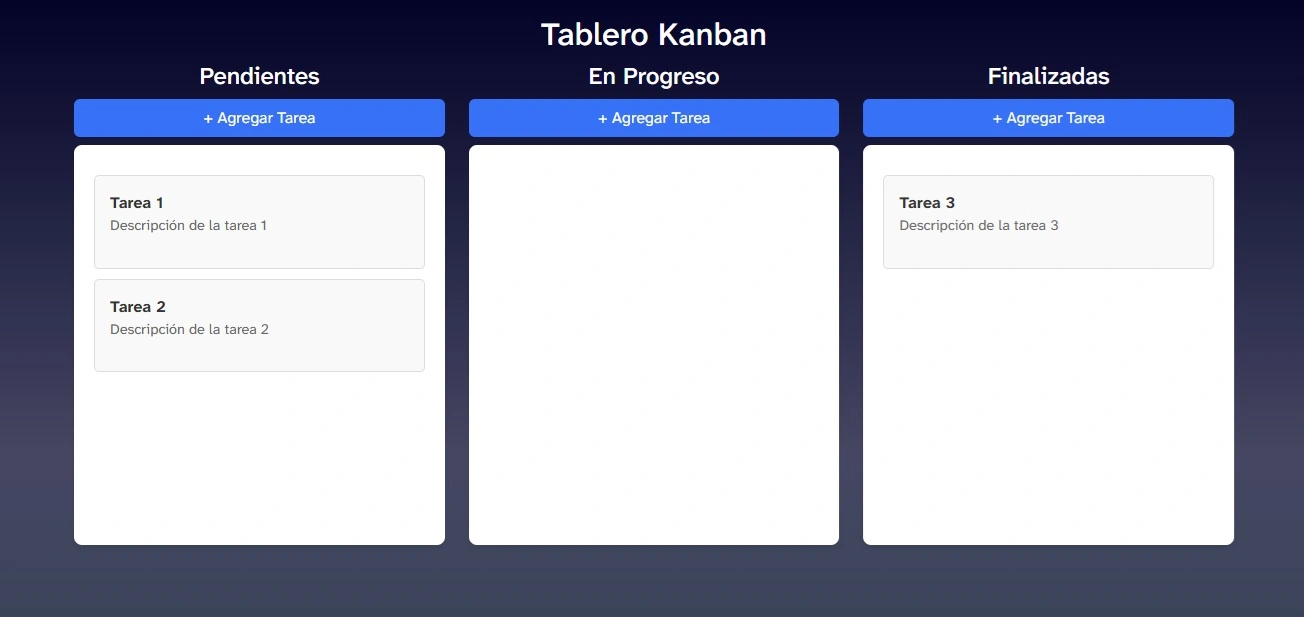 Tablero Kanban
Pendientes
+ Agregar Tarea
Tarea 1
Descripción de la tarea 1
Tarea 2
Descripción de la tarea 2
En Progreso
+ Agregar Tarea
Finalizadas
+ Agregar Tarea
Tarea 3
Descripción de la tarea 3